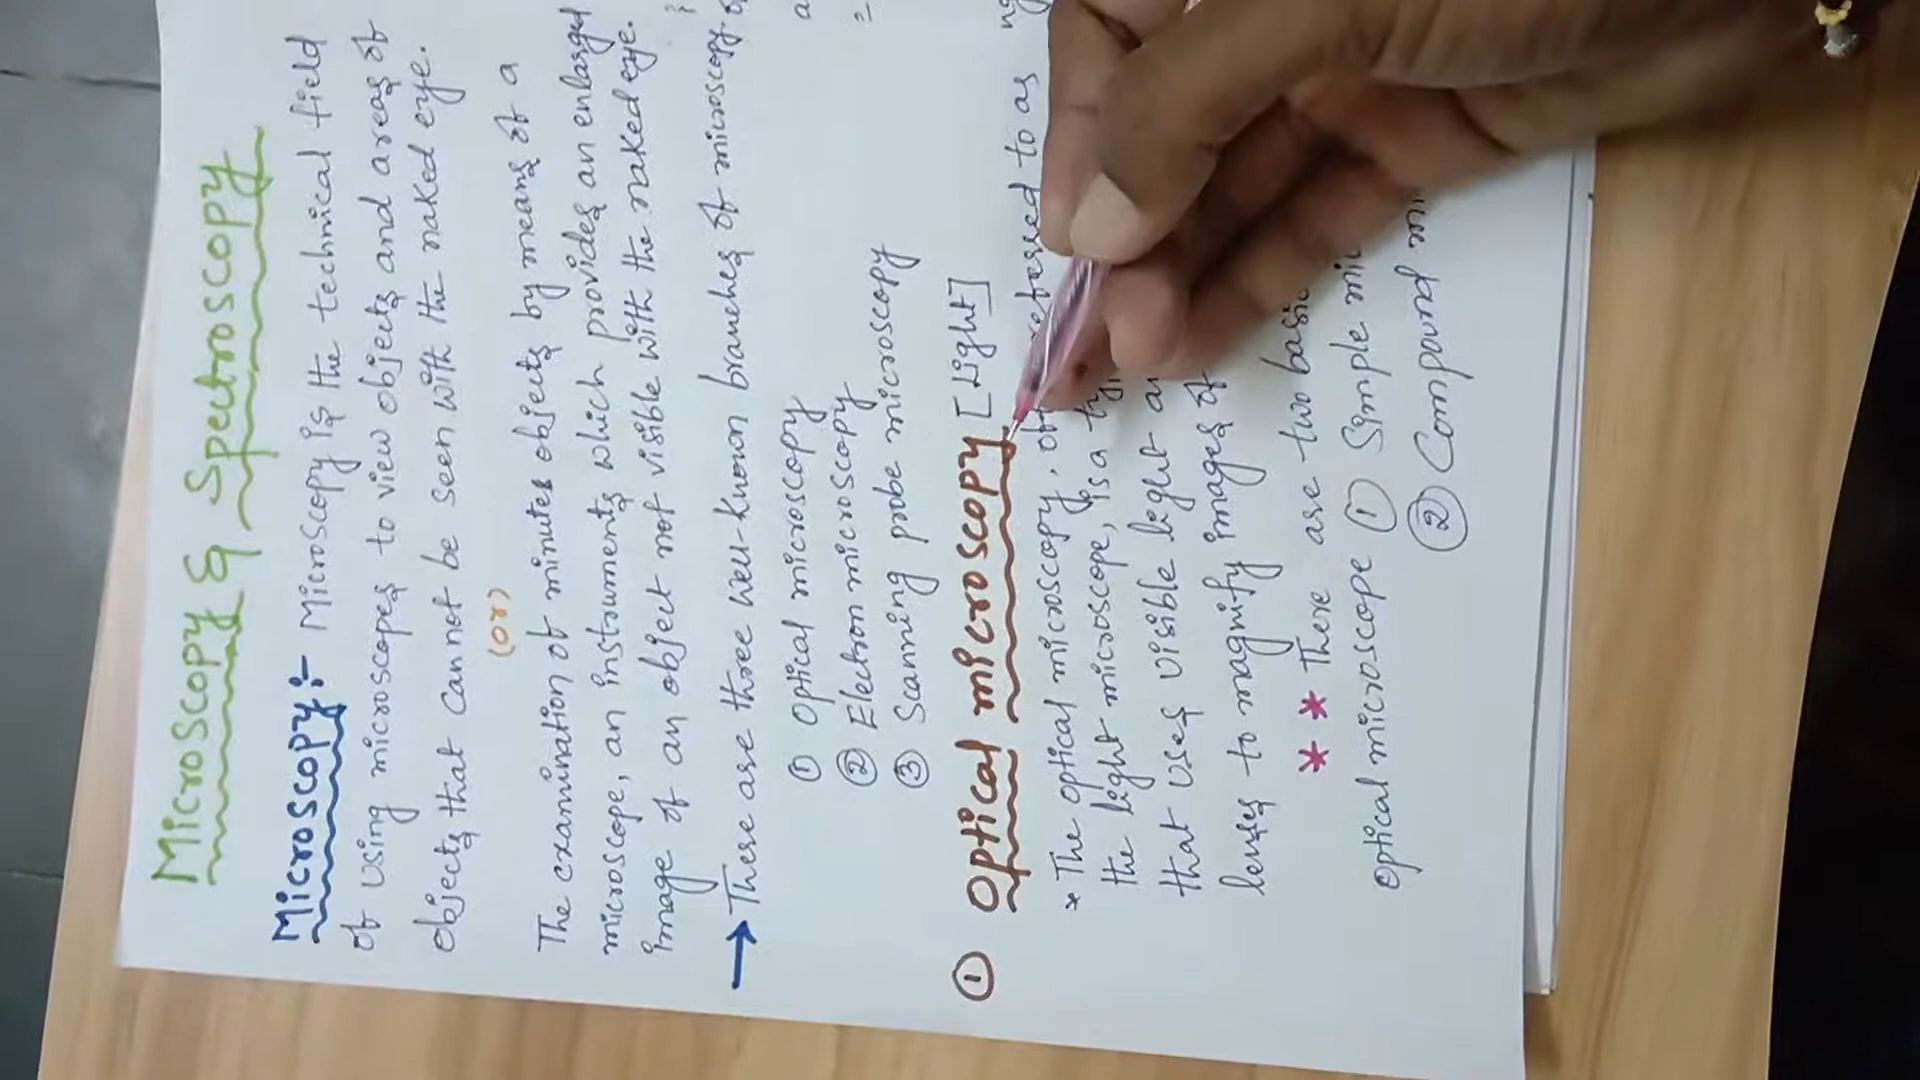 Microscopy & Spectroscopy
Microscopy:- Microscopy is the technical field
of using microscopes to view objects and areas of
objects that can not be seen with the naked eye.
(or)
The examination of minutes objects by means of a
microscope, an instruments which provides an enlarged
image of an object not visible with the naked eye.
→ There are three well-known branches of microscopy
① Optical microscopy
② Electron microscopy
③ Scanning probe microscopy
① Optical microscopy [Light]
* The optical microscopy, referred to as
the light microscope, is a
that uses visible light
lenses to magnify images of
** There are two basic
optical microscope ① Simple
② Compound